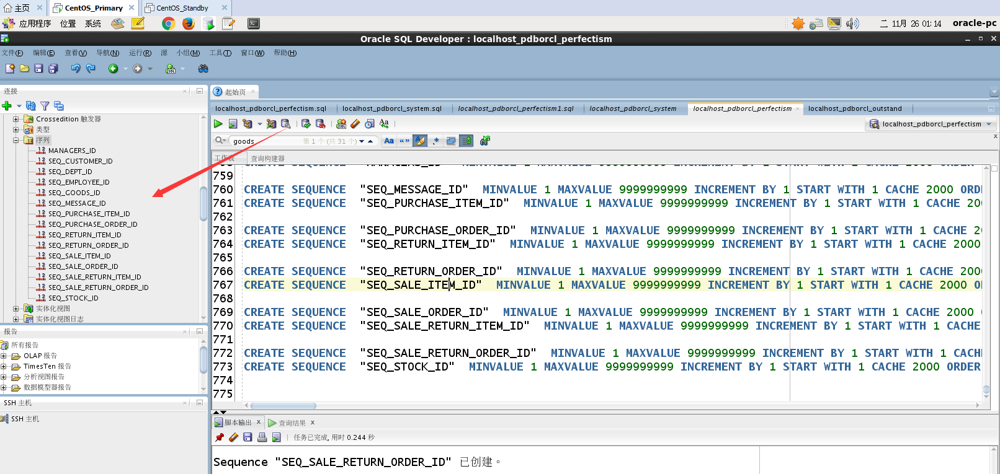 主页 CentOS_Primary CentOS_Standby
应用程序 位置 系统 二 11月 26 01:14 oracle-pc
Oracle SQL Developer : localhost_pdborcl_perfectism
文件(F) 编辑(E) 查看(V) 导航(N) 运行(R) 源 小组(M) 工具(T) 窗口(W) 帮助(H)
连接
起始页
localhost_pdborcl_perfectism.sql localhost_pdborcl_system.sql localhost_pdborcl_perfectism1.sql localhost_pdborcl_system localhost_pdborcl_perfectism localhost_pdborcl_outstand
localhost_pdborcl_perfectism
goods 第 1 个 (共 31 个) Aa
工作表 查询构建器
Crossedition 触发器
类型
序列
MANAGERS_ID
SEQ_CUSTOMER_ID
SEQ_DEPT_ID
SEQ_EMPLOYEE_ID
SEQ_GOODS_ID
SEQ_MESSAGE_ID
SEQ_PURCHASE_ITEM_ID
SEQ_PURCHASE_ORDER_ID
SEQ_RETURN_ITEM_ID
SEQ_RETURN_ORDER_ID
SEQ_SALE_ITEM_ID
SEQ_SALE_ORDER_ID
SEQ_SALE_RETURN_ITEM_ID
SEQ_SALE_RETURN_ORDER_ID
SEQ_STOCK_ID
实体化视图
实体化视图日志
报告
所有报告
OLAP 报告
TimesTen 报告
分析视图报告
数据模型器报告
SSH 主机
SSH 主机
759
760 CREATE SEQUENCE "SEQ_MESSAGE_ID" MINVALUE 1 MAXVALUE 9999999999 INCREMENT BY 1 START WITH 1 CACHE 2000 ORD
761 CREATE SEQUENCE "SEQ_PURCHASE_ITEM_ID" MINVALUE 1 MAXVALUE 9999999999 INCREMENT BY 1 START WITH 1 CACHE 200
762
763 CREATE SEQUENCE "SEQ_PURCHASE_ORDER_ID" MINVALUE 1 MAXVALUE 9999999999 INCREMENT BY 1 START WITH 1 CACHE 2
764 CREATE SEQUENCE "SEQ_RETURN_ITEM_ID" MINVALUE 1 MAXVALUE 9999999999 INCREMENT BY 1 START WITH 1 CACHE 2000
765
766 CREATE SEQUENCE "SEQ_RETURN_ORDER_ID" MINVALUE 1 MAXVALUE 9999999999 INCREMENT BY 1 START WITH 1 CACHE 200
767 CREATE SEQUENCE "SEQ_SALE_ITEM_ID" MINVALUE 1 MAXVALUE 9999999999 INCREMENT BY 1 START WITH 1 CACHE 2000 O
768
769 CREATE SEQUENCE "SEQ_SALE_ORDER_ID" MINVALUE 1 MAXVALUE 9999999999 INCREMENT BY 1 START WITH 1 CACHE 2000
770 CREATE SEQUENCE "SEQ_SALE_RETURN_ITEM_ID" MINVALUE 1 MAXVALUE 9999999999 INCREMENT BY 1 START WITH 1 CACHE
771
772 CREATE SEQUENCE "SEQ_SALE_RETURN_ORDER_ID" MINVALUE 1 MAXVALUE 9999999999 INCREMENT BY 1 START WITH 1 CACH
773 CREATE SEQUENCE "SEQ_STOCK_ID" MINVALUE 1 MAXVALUE 9999999999 INCREMENT BY 1 START WITH 1 CACHE 2000 ORDER
774
775
脚本输出 查询结果
任务已完成, 用时 0.244 秒
Sequence "SEQ_SALE_RETURN_ORDER_ID" 已创建。